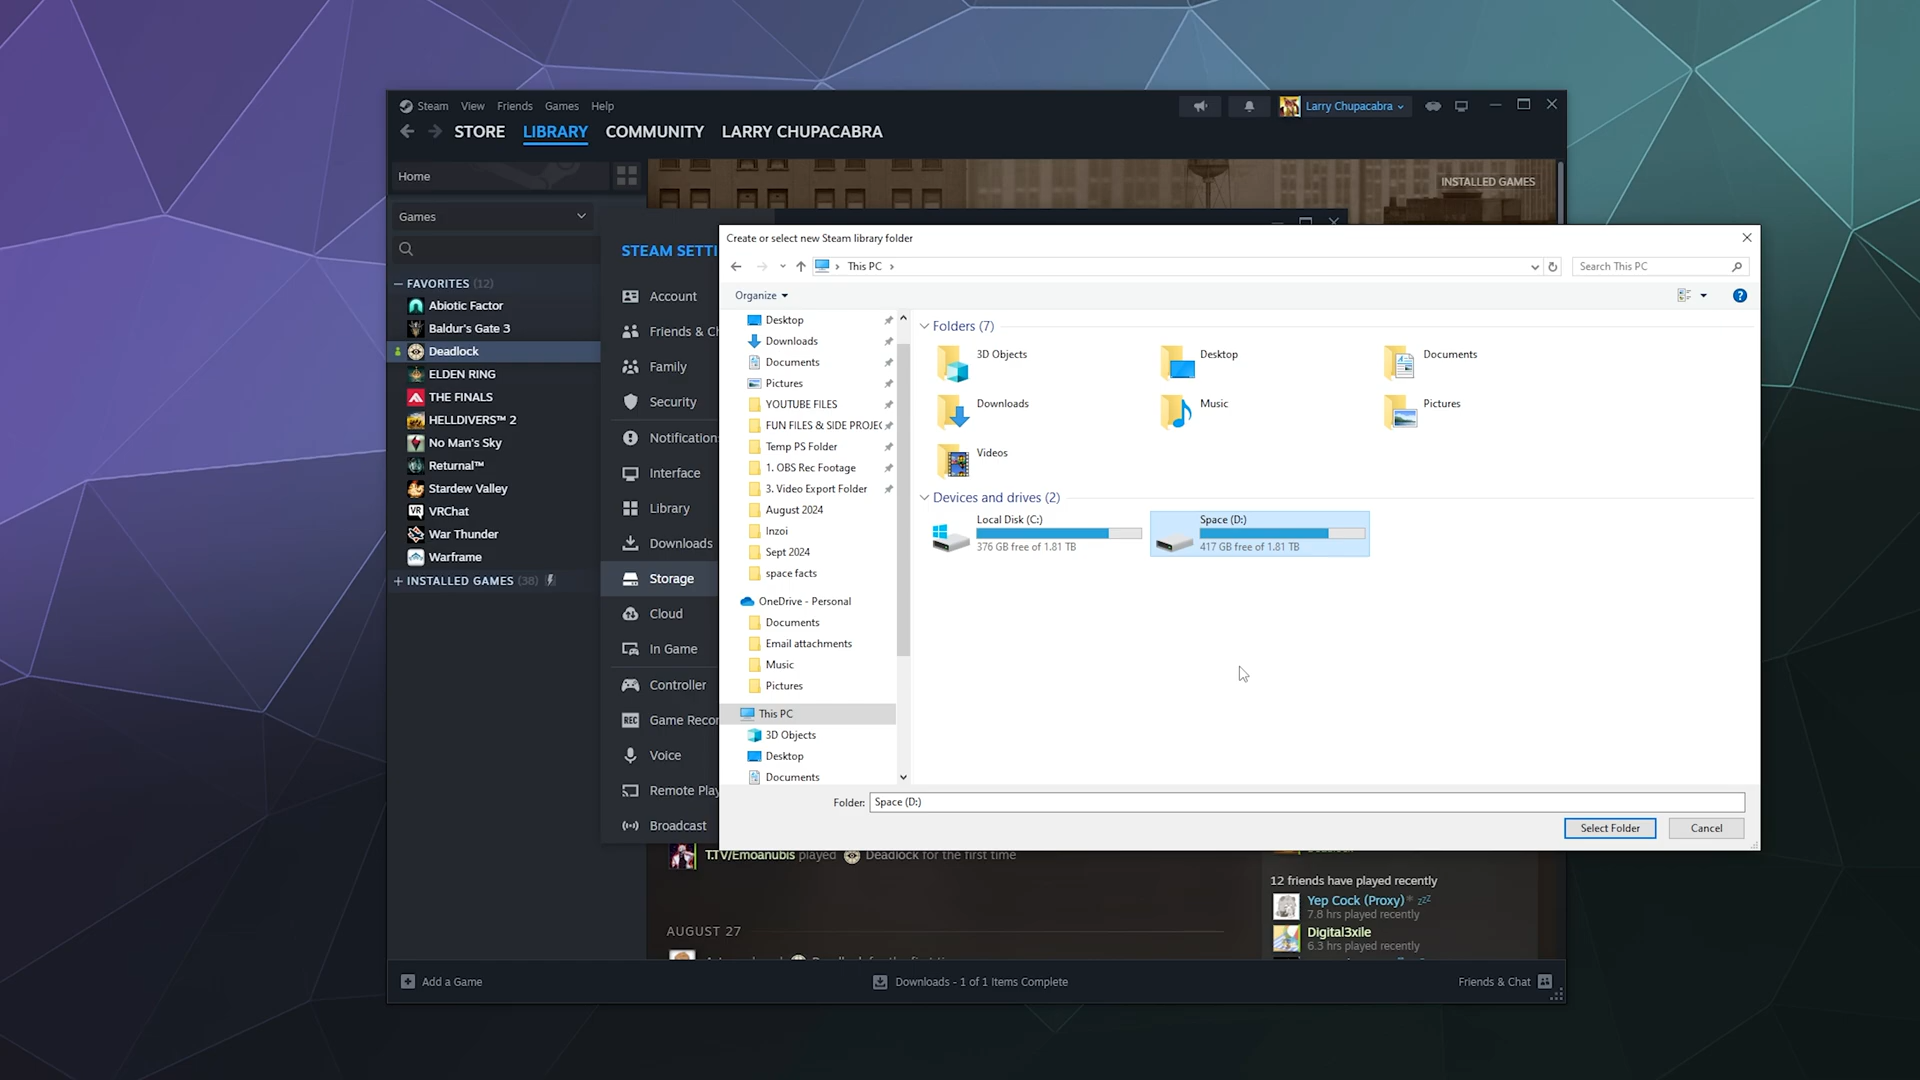 Steam View Friends Games Help
Larry Chupacabra
STORE LIBRARY COMMUNITY LARRY CHUPACABRA
Home
INSTALLED GAMES
Games
FAVORITES (12)
Abiotic Factor
Baldur's Gate 3
Deadlock
ELDEN RING
THE FINALS
HELLDIVERS™ 2
No Man's Sky
Returnal™
Stardew Valley
VR VRChat
War Thunder
Warframe
INSTALLED GAMES (38)
STEAM SETTI
Account
Friends & Ch
Family
Security
Notification
Interface
Library
Downloads
Storage
Cloud
In Game
Controller
REC Game Recor
Voice
Remote Play
Broadcast
Create or select new Steam library folder
This PC
Search This PC
Organize
?
Desktop
Downloads
Documents
Pictures
YOUTUBE FILES
FUN FILES & SIDE PROJEC
Temp PS Folder
1. OBS Rec Footage
3. Video Export Folder
August 2024
Inzoi
Sept 2024
space facts
OneDrive - Personal
Documents
Email attachments
Music
Pictures
This PC
3D Objects
Desktop
Documents
Folders (7)
3D Objects
Desktop
Documents
Downloads
Music
Pictures
Videos
Devices and drives (2)
Local Disk (C:)
376 GB free of 1.81 TB
Space (D:)
417 GB free of 1.81 TB
Folder: Space (D:)
Select Folder Cancel
T.TV/Emoanubis played Deadlock for the first time
AUGUST 27
12 friends have played recently
Yep Cock (Proxy) * zzZ
7.8 hrs played recently
Digital3xile
6.3 hrs played recently
Add a Game
Downloads - 1 of 1 Items Complete
Friends & Chat